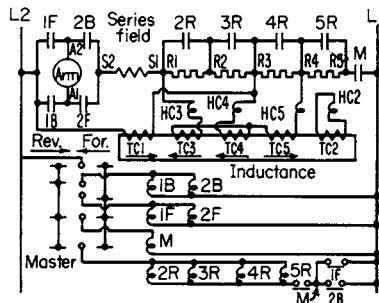 L2 1F 2B Series field 2R 3R 4R 5R L
A2
Arm
A1
S2 S1 R1 R2 R3 R4 R5 M
1B 2F HC3 HC4 HC5 HC2
Rev. For. TC1 TC3 TC4 TC5 TC2
Inductance
1B 2B
1F 2F
M
Master 2R 3R 4R 5R 1F
M 2B